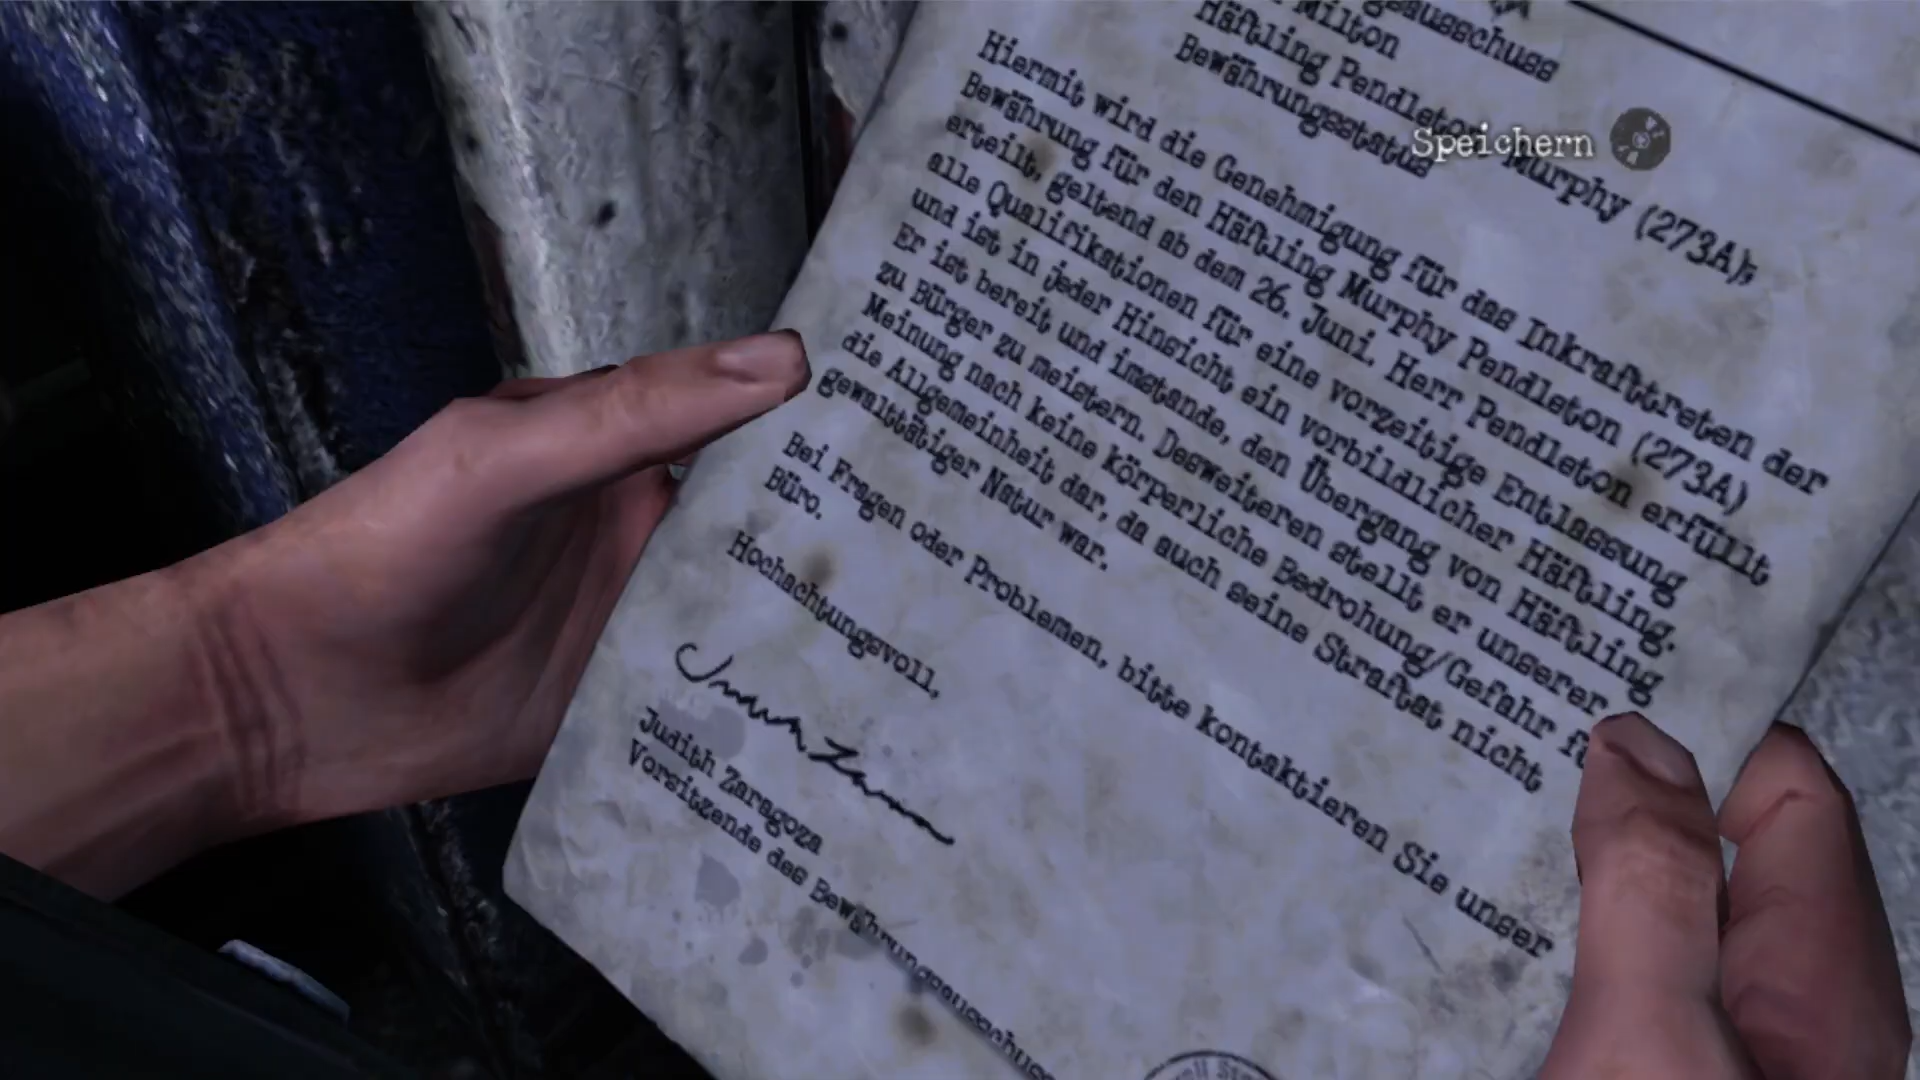 Milton
Häftling Pendleton, Murphy (273A);
Bewährungsstatus
Speichern
Hiermit wird die Genehmigung für das Inkrafttreten der
Bewährung für den Häftling Murphy Pendleton (273A)
erteilt, geltend ab dem 26. Juni. Herr Pendleton erfüllt
alle Qualifikationen für eine vorzeitige Entlassung
und ist in jeder Hinsicht ein vorbildlicher Häftling.
Er ist bereit und imstande, den Übergang von Häftling
zu Bürger zu meistern. Desweiteren stellt er unserer
Meinung nach keine körperliche Bedrohung/Gefahr
die Allgemeinheit dar, da auch seine Straftat nicht
gewalttätiger Natur war.
Bei Fragen oder Problemen, bitte kontaktieren Sie unser
Büro.
Hochachtungsvoll,
Judith Zaragoza
Vorsitzende des Bewährungsausschuss